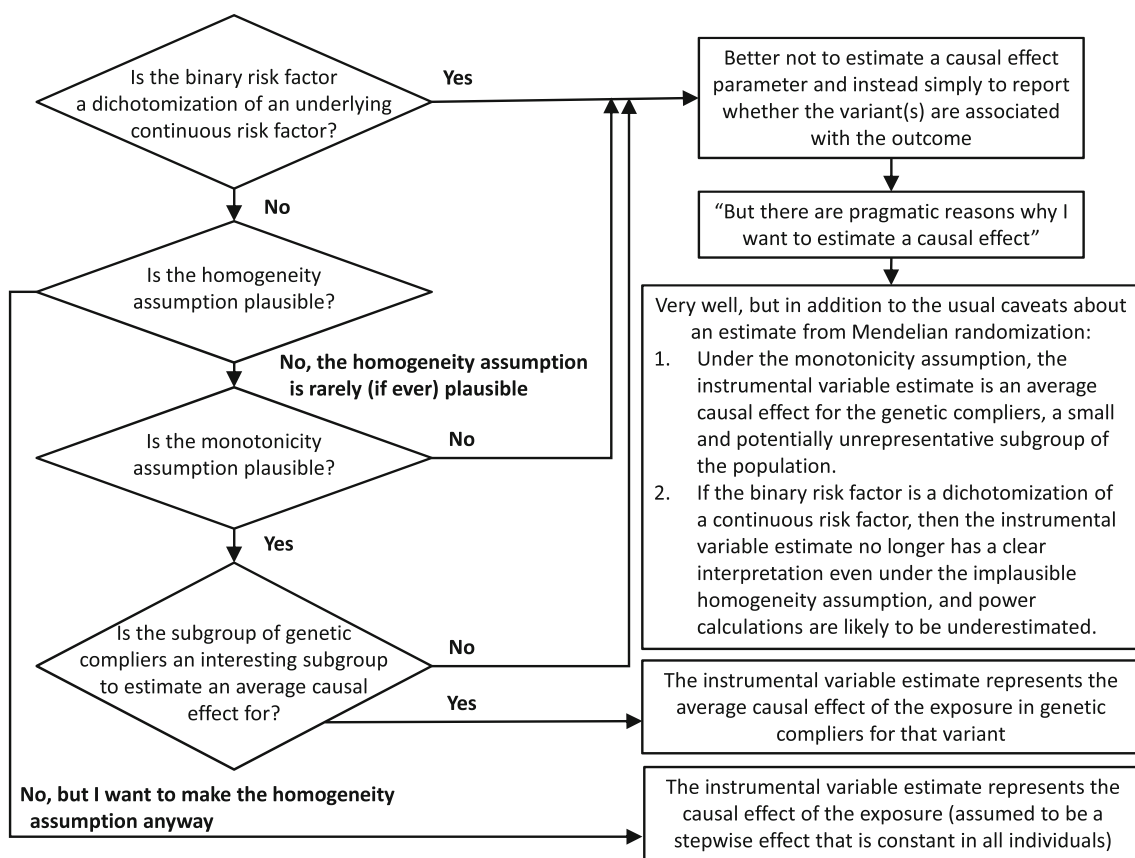 Is the binary risk factor
a dichotomization of an underlying
continuous risk factor?
Yes
Better not to estimate a causal effect
parameter and instead simply to report
whether the variant(s) are associated
with the outcome
No
“But there are pragmatic reasons why I
want to estimate a causal effect”
Is the homogeneity
assumption plausible?
No, the homogeneity assumption
is rarely (if ever) plausible
Very well, but in addition to the usual caveats about
an estimate from Mendelian randomization:
1. Under the monotonicity assumption, the
instrumental variable estimate is an average
causal effect for the genetic compliers, a small
and potentially unrepresentative subgroup of
the population.
2. If the binary risk factor is a dichotomization of
a continuous risk factor, then the instrumental
variable estimate no longer has a clear
interpretation even under the implausible
homogeneity assumption, and power
calculations are likely to be underestimated.
Is the monotonicity
assumption plausible?
No
Yes
Is the subgroup of genetic
compliers an interesting subgroup
to estimate an average causal
effect for?
No
Yes
The instrumental variable estimate represents the
average causal effect of the exposure in genetic
compliers for that variant
No, but I want to make the homogeneity
assumption anyway
The instrumental variable estimate represents the
causal effect of the exposure (assumed to be a
stepwise effect that is constant in all individuals)